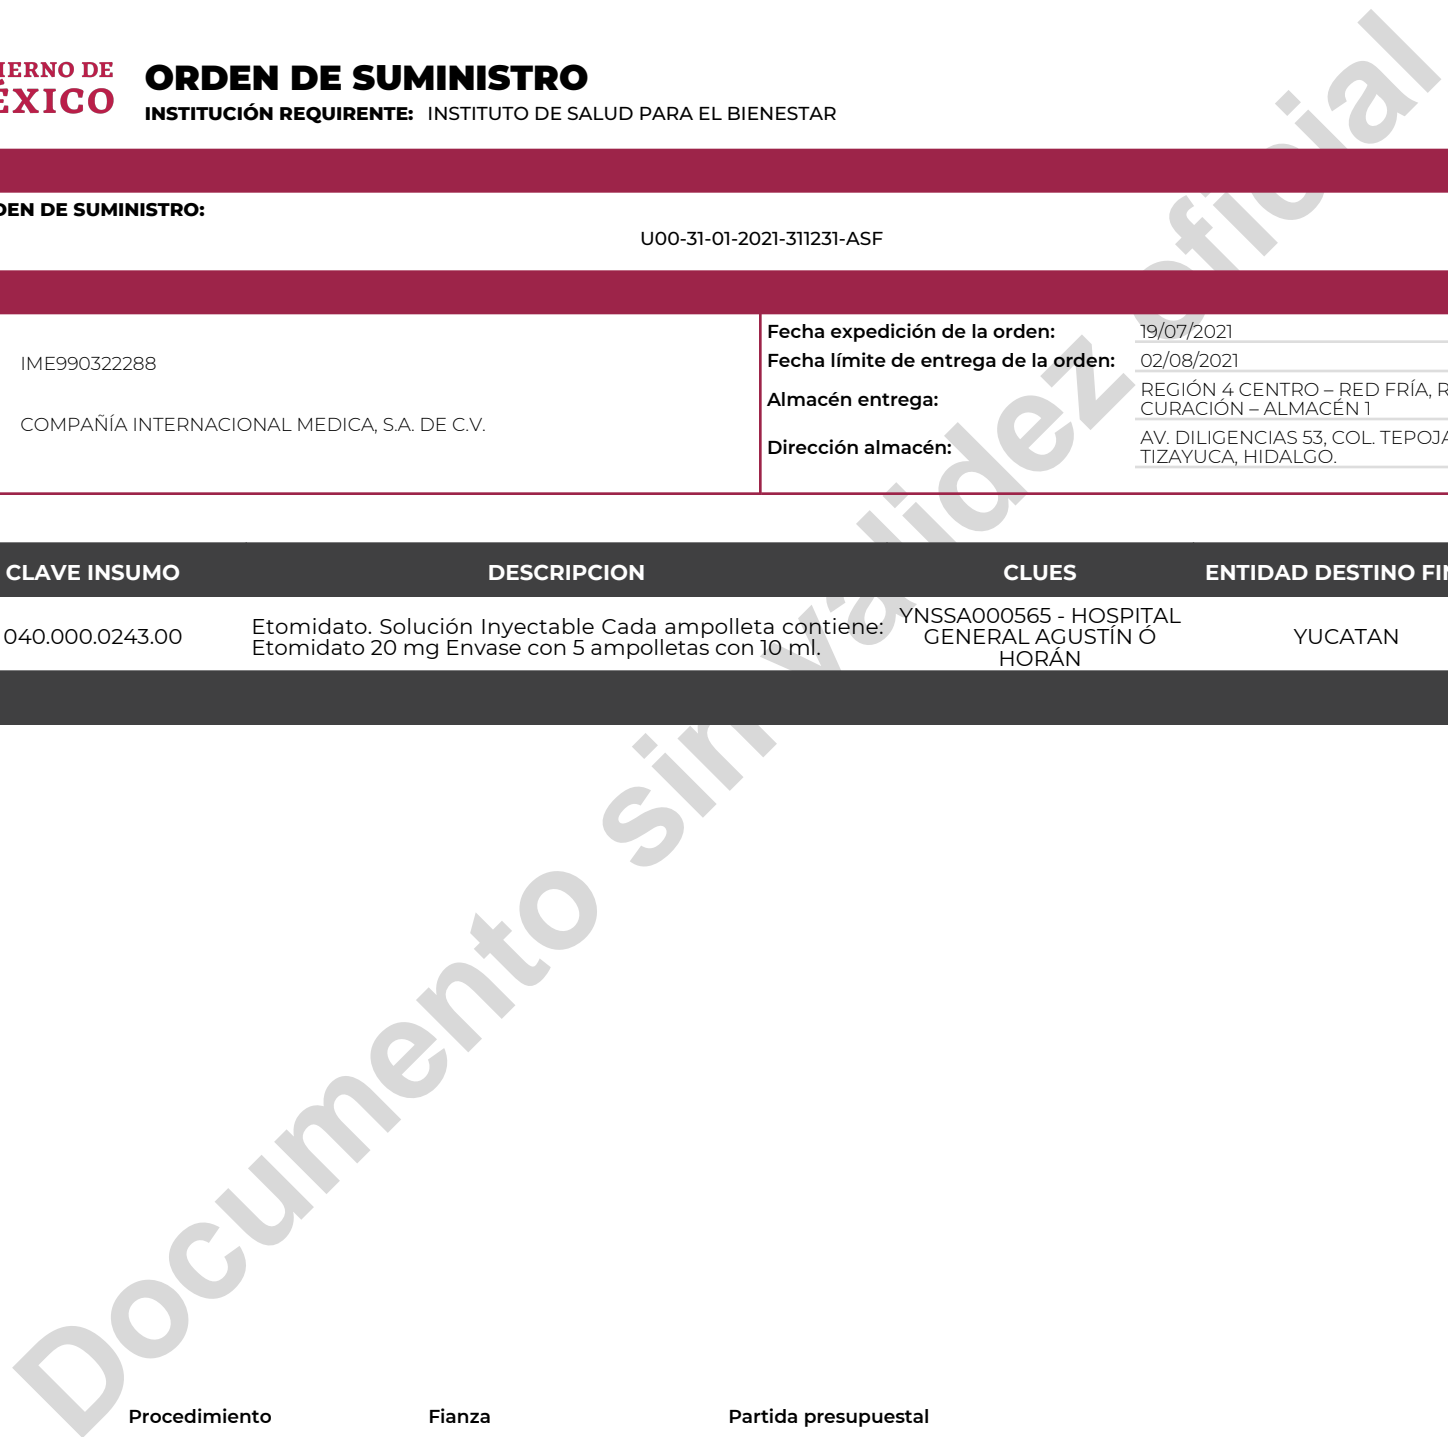 IERNO DE
ÉXICO
ORDEN DE SUMINISTRO
INSTITUCIÓN REQUIRENTE: INSTITUTO DE SALUD PARA EL BIENESTAR
DEN DE SUMINISTRO:
U00-31-01-2021-311231-ASF
IME990322288
COMPAÑÍA INTERNACIONAL MEDICA, S.A. DE C.V.
Fecha expedición de la orden: 19/07/2021
Fecha límite de entrega de la orden: 02/08/2021
Almacén entrega: REGIÓN 4 CENTRO – RED FRÍA, R
CURACIÓN – ALMACÉN 1
Dirección almacén: AV. DILIGENCIAS 53, COL. TEPOJA
TIZAYUCA, HIDALGO.
CLAVE INSUMO DESCRIPCION CLUES ENTIDAD DESTINO FIN
040.000.0243.00
Etomidato. Solución Inyectable Cada ampolleta contiene:
Etomidato 20 mg Envase con 5 ampolletas con 10 ml.
YNSSA000565 - HOSPITAL
GENERAL AGUSTÍN Ó
HORÁN
YUCATAN
Documento sin validez oficial
Procedimiento Fianza Partida presupuestal